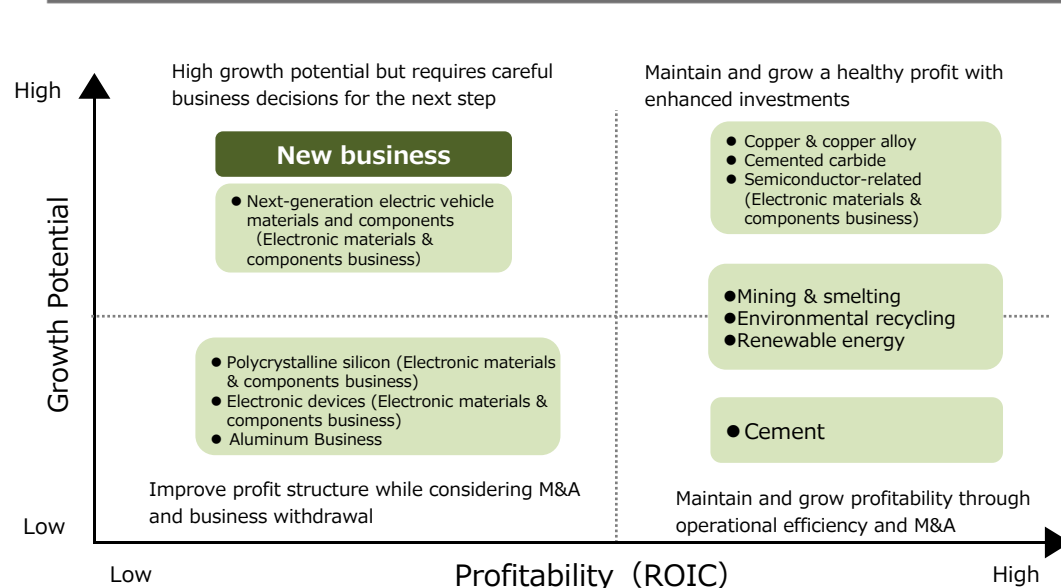 High growth potential but requires careful
business decisions for the next step
Maintain and grow a healthy profit with
enhanced investments
High
New business
● Next-generation electric vehicle
materials and components
（Electronic materials &
components business）
● Copper & copper alloy
● Cemented carbide
● Semiconductor-related
(Electronic materials &
components business)
Growth Potential
●Mining & smelting
●Environmental recycling
●Renewable energy
● Polycrystalline silicon (Electronic materials
& components business)
● Electronic devices (Electronic materials &
components business)
● Aluminum Business
● Cement
Improve profit structure while considering M&A
and business withdrawal
Maintain and grow profitability through
operational efficiency and M&A
Low
Low
Profitability（ROIC）
High